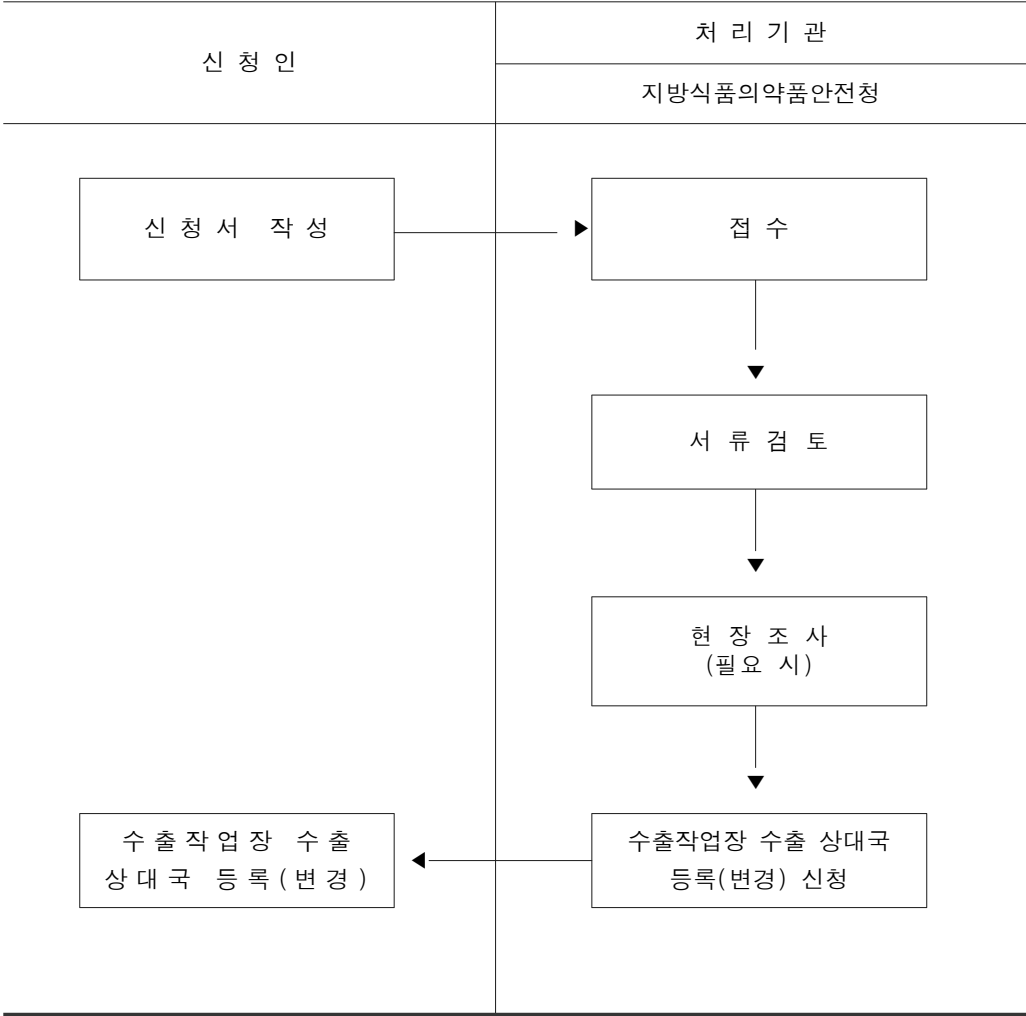 신 청 인
처 리 기 관
지방식품의약품안전청
신 청 서 작 성
접 수
서 류 검 토
현 장 조 사
(필요 시)
수 출 작 업 장 수 출
상 대 국 등 록 ( 변 경 )
수출작업장 수출 상대국
등록(변경) 신청